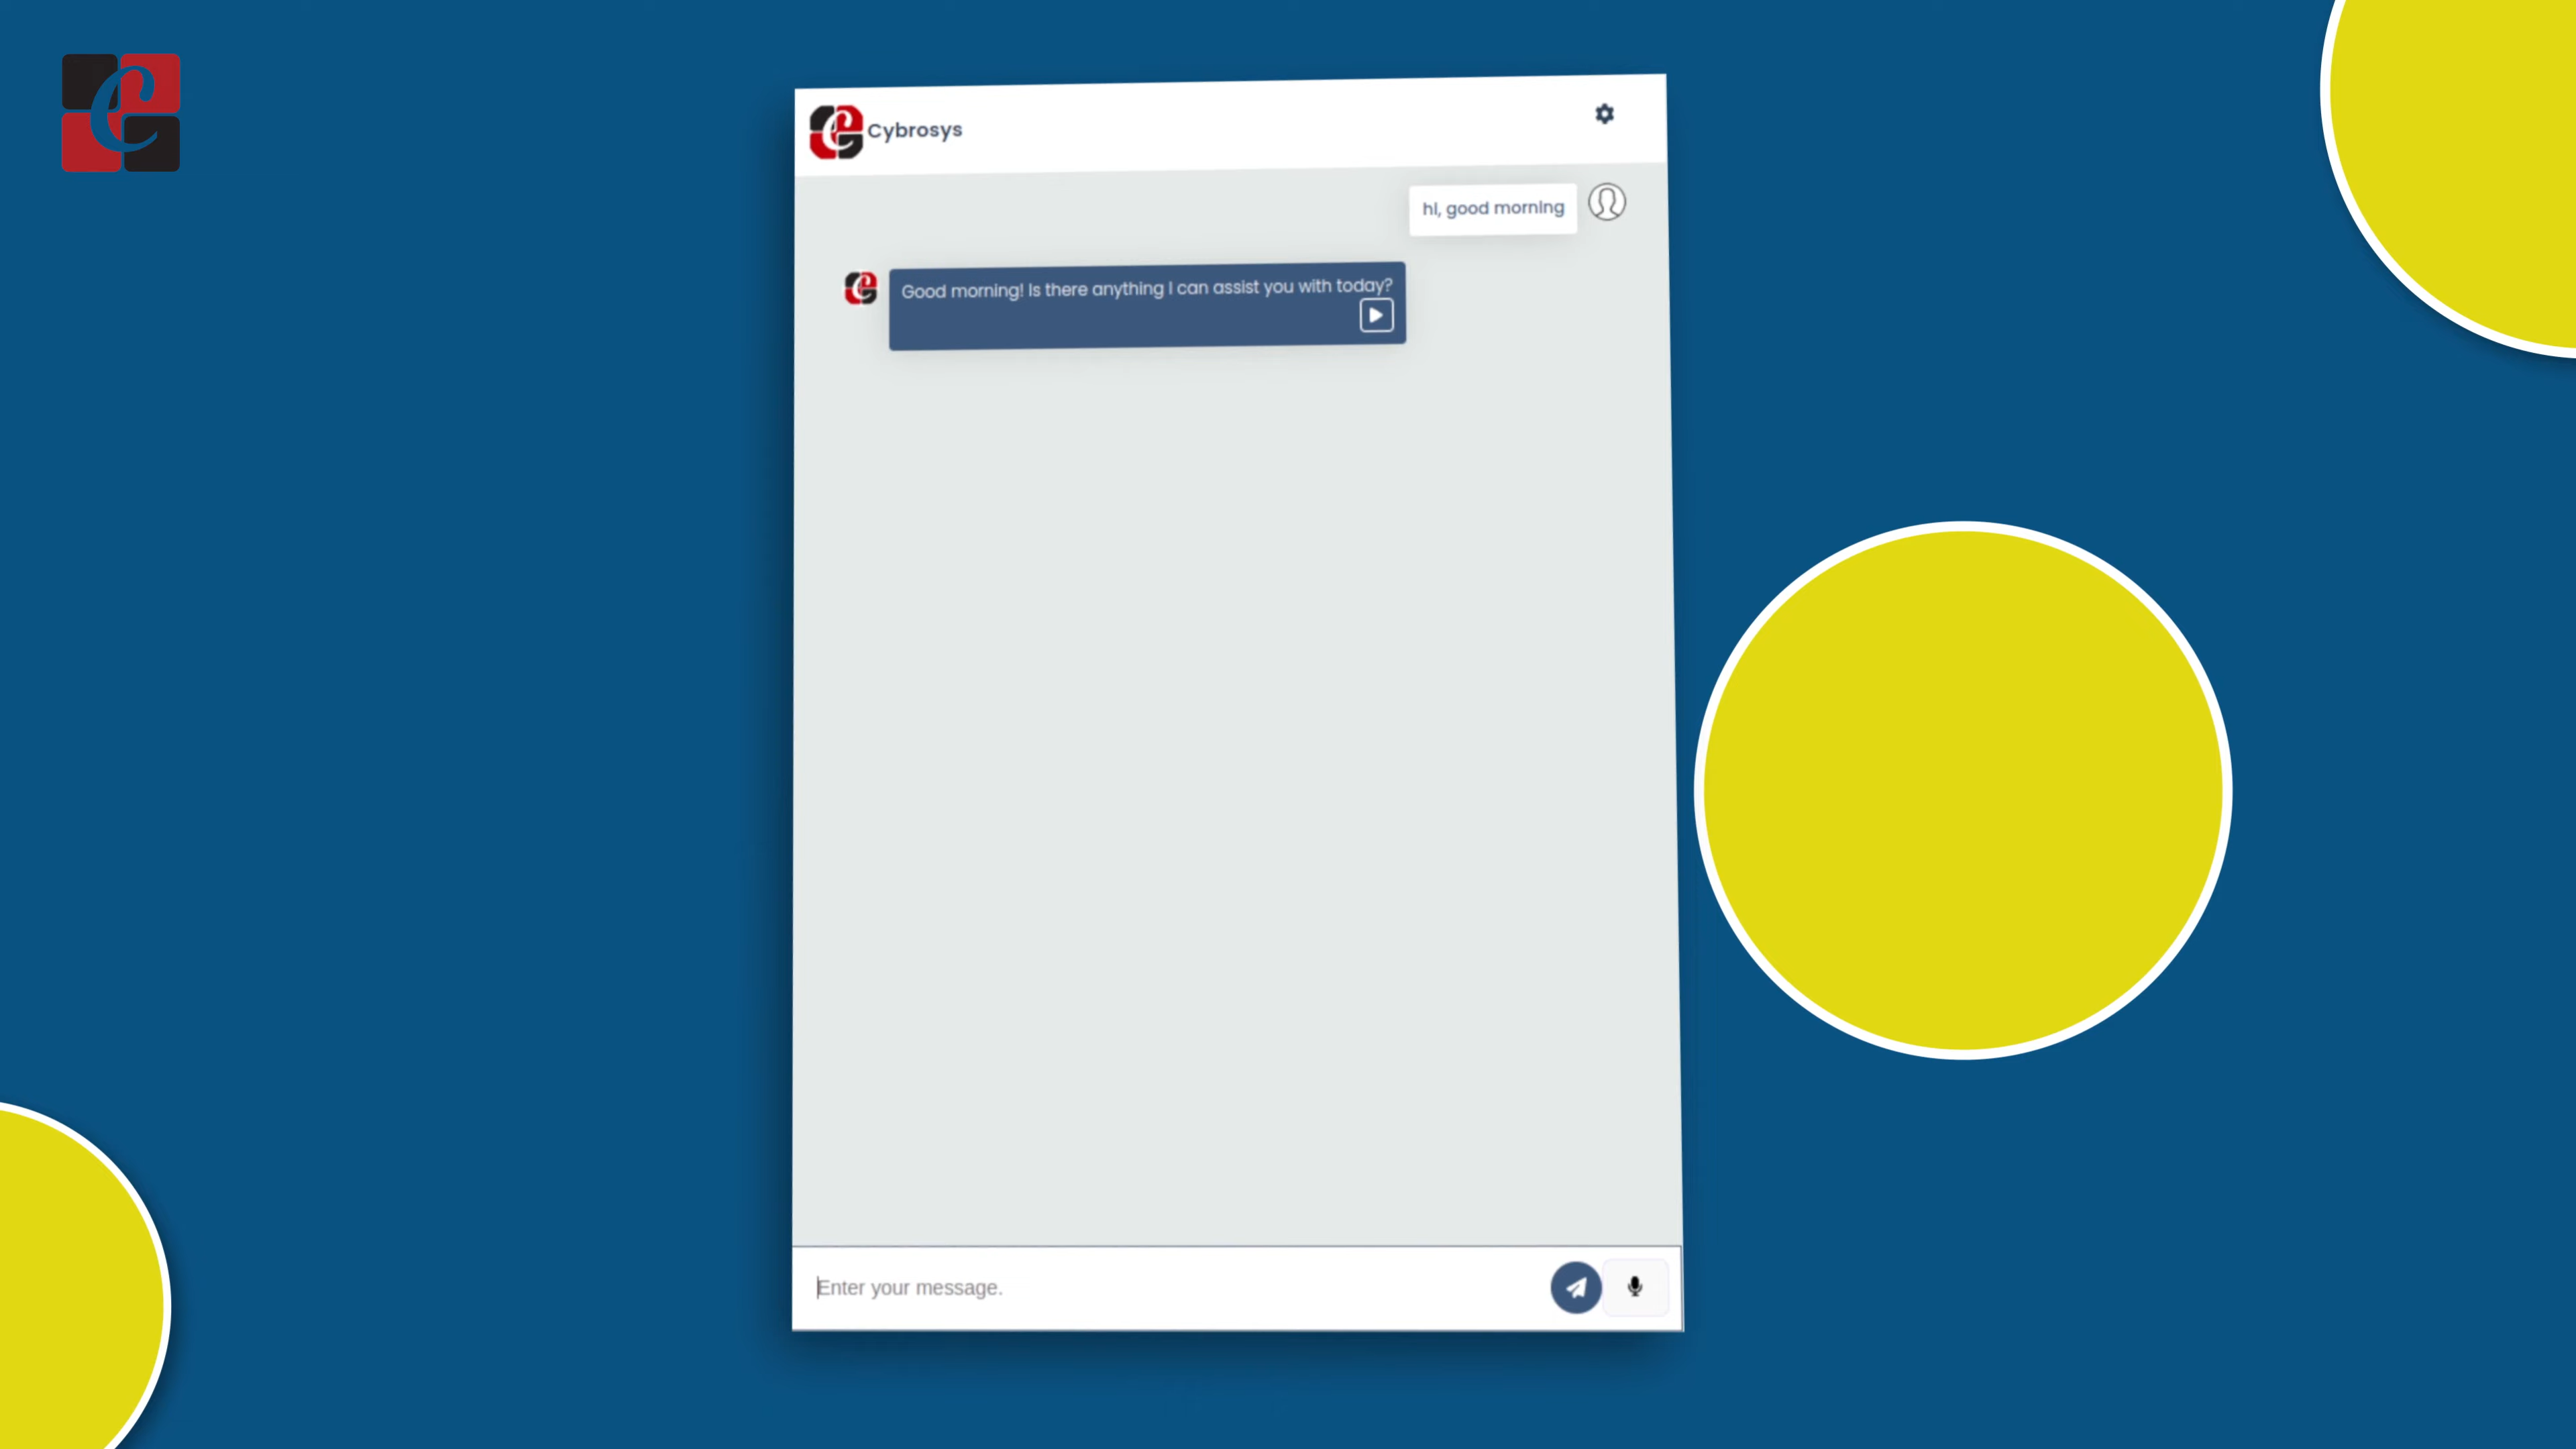 Cybrosys
hi, good morning
Good morning! Is there anything I can assist you with today?
Enter your message.